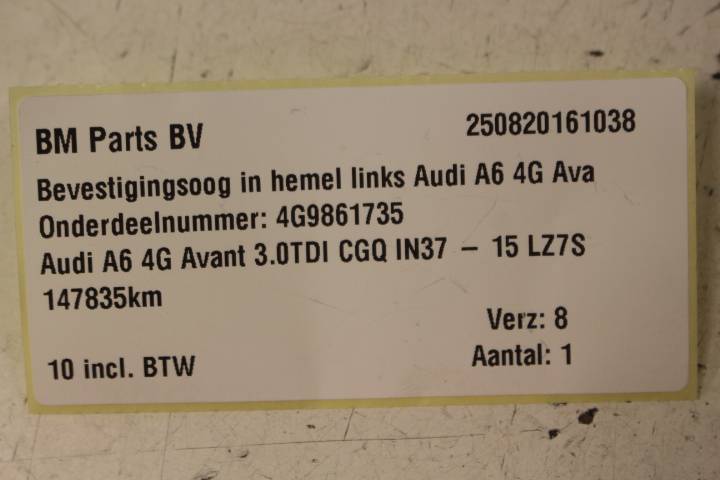 BM Parts BV 250820161038
Bevestigingsoog in hemel links Audi A6 4G Ava
Onderdeelnummer: 4G9861735
Audi A6 4G Avant 3.0TDI CGQ IN37 – 15 LZ7S
147835km
Verz: 8
10 incl. BTW Aantal: 1